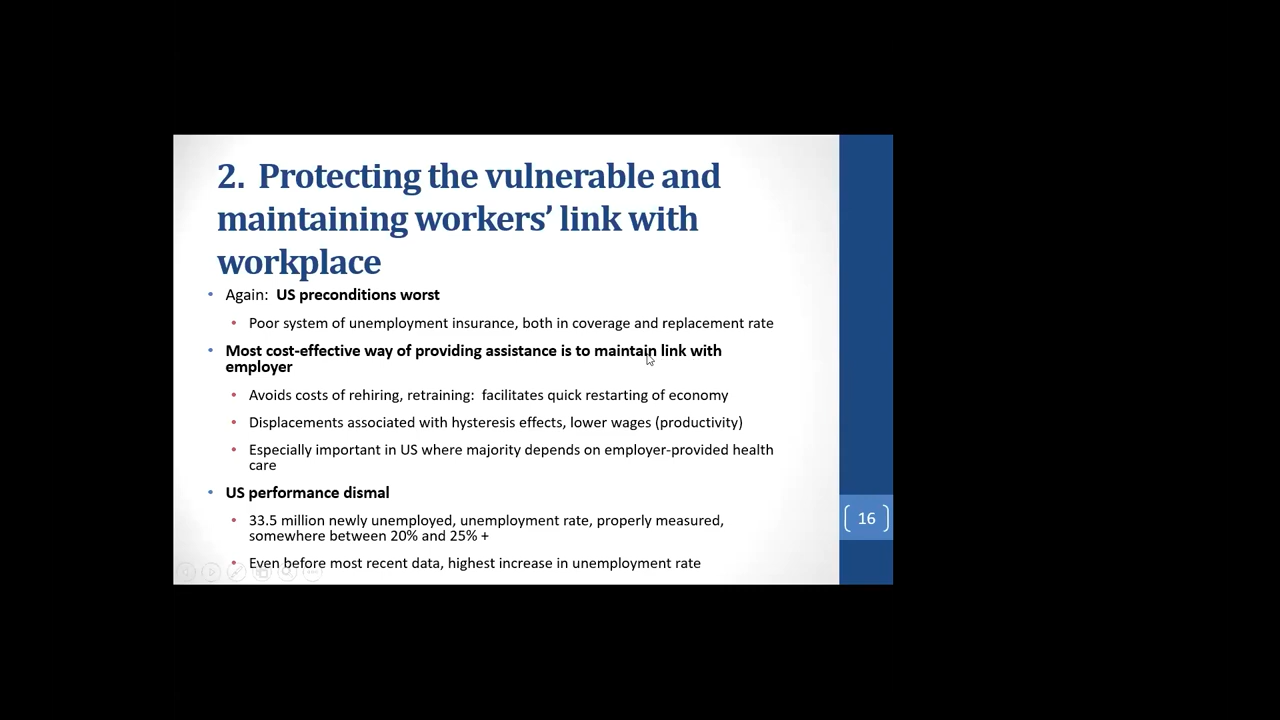 2. Protecting the vulnerable and
maintaining workers’ link with
workplace
• Again: US preconditions worst
• Poor system of unemployment insurance, both in coverage and replacement rate
• Most cost-effective way of providing assistance is to maintain link with
employer
• Avoids costs of rehiring, retraining: facilitates quick restarting of economy
• Displacements associated with hysteresis effects, lower wages (productivity)
• Especially important in US where majority depends on employer-provided health
care
• US performance dismal
• 33.5 million newly unemployed, unemployment rate, properly measured,
somewhere between 20% and 25% +
• Even before most recent data, highest increase in unemployment rate
16